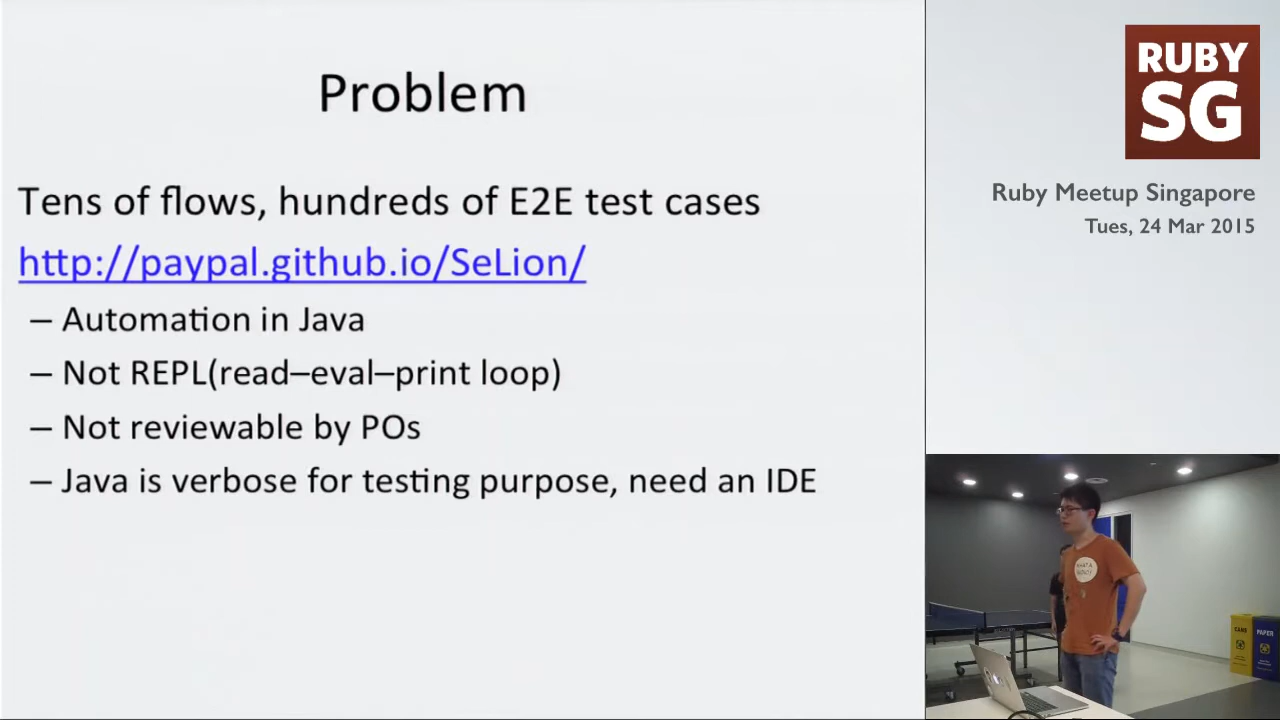 Problem
Tens of flows, hundreds of E2E test cases
http://paypal.github.io/SeLion/
– Automation in Java
– Not REPL(read–eval–print loop)
– Not reviewable by POs
– Java is verbose for testing purpose, need an IDE
RUBY
SG
Ruby Meetup Singapore
Tues, 24 Mar 2015
CANS
PAPER